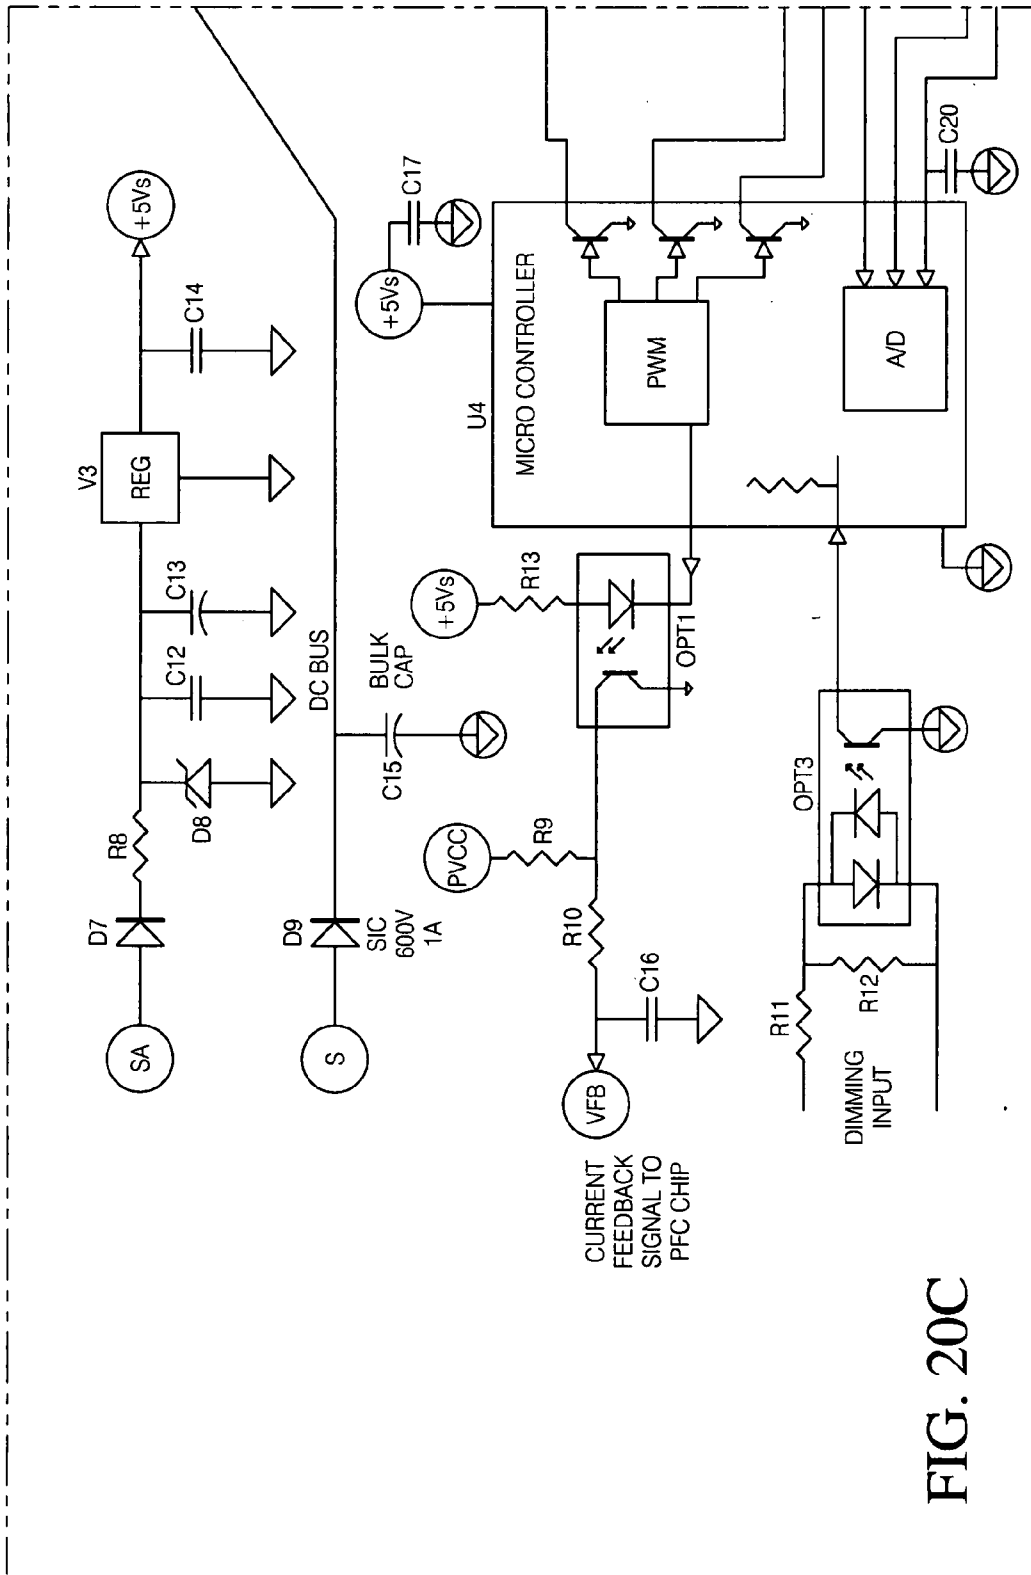 SA
D7
R8
D8
C12
C13
V3
REG
C14
+5Vs
S
D9
SIC
600V
1A
DC BUS
C15
BULK
CAP
+5Vs
C17
CURRENT
FEEDBACK
SIGNAL TO
PFC CHIP
VFB
C16
R10
PVCC
R9
OPT1
+5Vs
R13
U4
MICRO CONTROLLER
PWM
A/D
C20
DIMMING
INPUT
R11
R12
OPT3
FIG. 20C